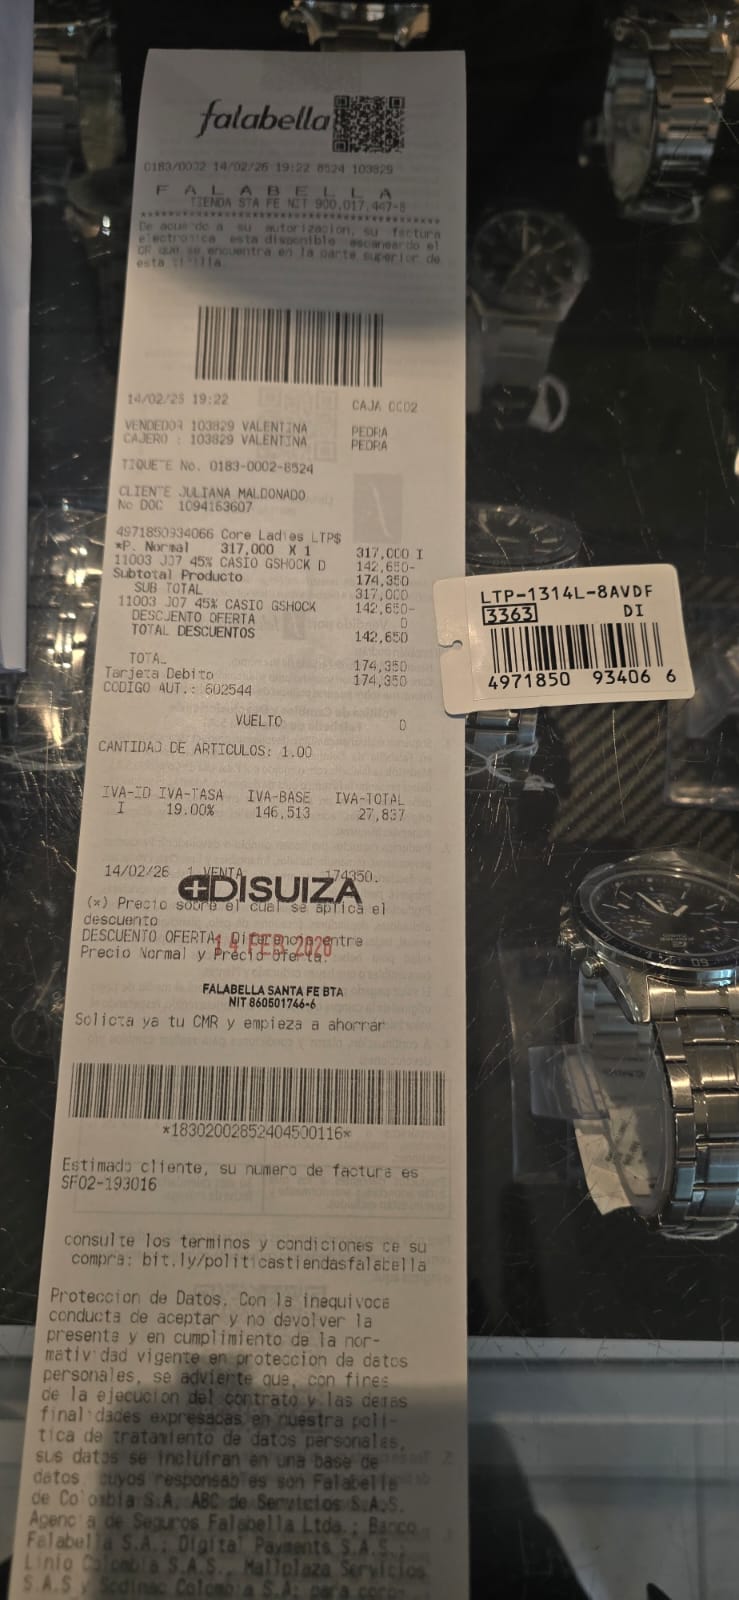 falabella
0183/0002 14/02/26 19:22 8524 103829
F A L A B E L L A
TIENDA STA FE NIT 900.017.447-8
De acuerdo a su autorizacion, su factura
electronica esta disponible escaneando el
QR que se encuentra en la parte superior de
esta tirilla.
14/02/26 19:22 CAJA 0002
VENDEDOR 103829 VALENTINA PEDRA
CAJERO : 103829 VALENTINA PEDRA
TIQUETE No. 0183-0002-8524
CLIENTE JULIANA MALDONADO
No DOC 1094163607
4971850934066 Core Ladies LTP$
*P. Normal 317,000 X 1 317,000 I
11003 J07 45% CASIO GSHOCK D 142,650-
Subtotal Producto 174,350
SUB TOTAL 317,000
11003 J07 45% CASIO GSHOCK 142,650-
DESCUENTO OFERTA 0
TOTAL DESCUENTOS 142,650
TOTAL 174,350
Tarjeta Debito 174,350
CODIGO AUT.: 602544
VUELTO 0
CANTIDAD DE ARTICULOS: 1.00
IVA-ID IVA-TASA IVA-BASE IVA-TOTAL
I 19.00% 146,513 27,837
14/02/26 1 VENTA 174350.
DISUIZA
(*) Precio sobre el cual se aplica el
descuento
DESCUENTO OFERTA: Diferencia entre
Precio Normal y Precio oferta.
14 FEB 2026
FALABELLA SANTA FE BTA
NIT 860501746-6
Solicita ya tu CMR y empieza a ahorrar
*18302002852404500116*
Estimado cliente, su numero de factura es
SF02-193016
consulte los terminos y condiciones de su
compra: bit.ly/politicastiendasfalabella
Proteccion de Datos. Con la inequivoca
conducta de aceptar y no devolver la
presente y en cumplimiento de la nor-
matividad vigente en proteccion de datos
personales, se advierte que, con fines
de la ejecucion del contrato y las demas
finalidades expresadas en nuestra poli-
tica de tratamiento de datos personales,
sus datos se incluiran en una base de
datos, cuyos responsables son Falabella
de Colombia S.A. ABC de Servicios S.A.S.
Agencia de Seguros Falabella Ltda.; Banco
Falabella S.A.; Digital Payments S.A.S.,
Linio Colombia S.A.S., Mallplaza Servicios
S.A.S y Sodimac Colombia S.A; para
LTP-1314L-8AVDF
3363 DI
4971850 93406 6